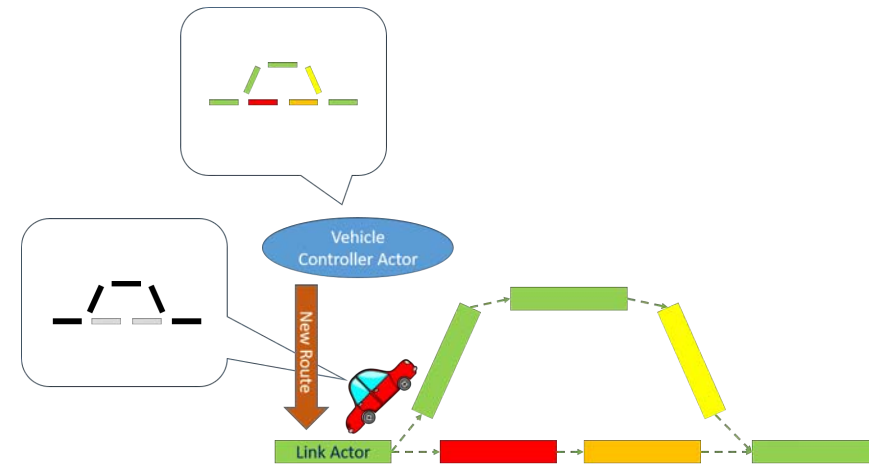 Vehicle
Controller Actor
New Route
Link Actor